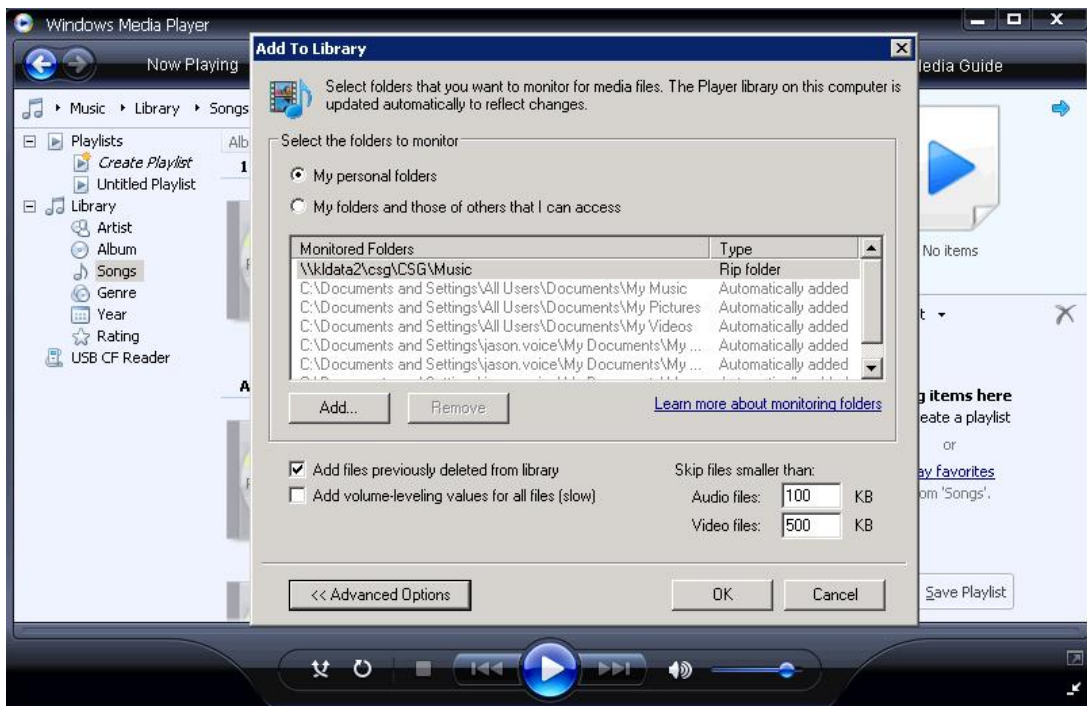 Windows Media Player
Now Playing
Media Guide
Music Library Songs
Playlists
Create Playlist
Untitled Playlist
Library
Artist
Album
Songs
Genre
Year
Rating
USB CF Reader
Alb
1
A
Add To Library
Select folders that you want to monitor for media files. The Player library on this computer is
updated automatically to reflect changes.
Select the folders to monitor
My personal folders
My folders and those of others that I can access
Monitored Folders Type
\\kldata2\csg\CSG\Music Rip folder
C:\Documents and Settings\All Users\Documents\My Music Automatically added
C:\Documents and Settings\All Users\Documents\My Pictures Automatically added
C:\Documents and Settings\All Users\Documents\My Videos Automatically added
C:\Documents and Settings\jason.voice\My Documents\My ... Automatically added
C:\Documents and Settings\jason.voice\My Documents\My ... Automatically added
Add... Remove Learn more about monitoring folders
Add files previously deleted from library
Add volume-leveling values for all files (slow)
Skip files smaller than:
Audio files: 100 KB
Video files: 500 KB
<< Advanced Options OK Cancel
No items
t
g items here
eate a playlist
or
ay favorites
om 'Songs'.
Save Playlist